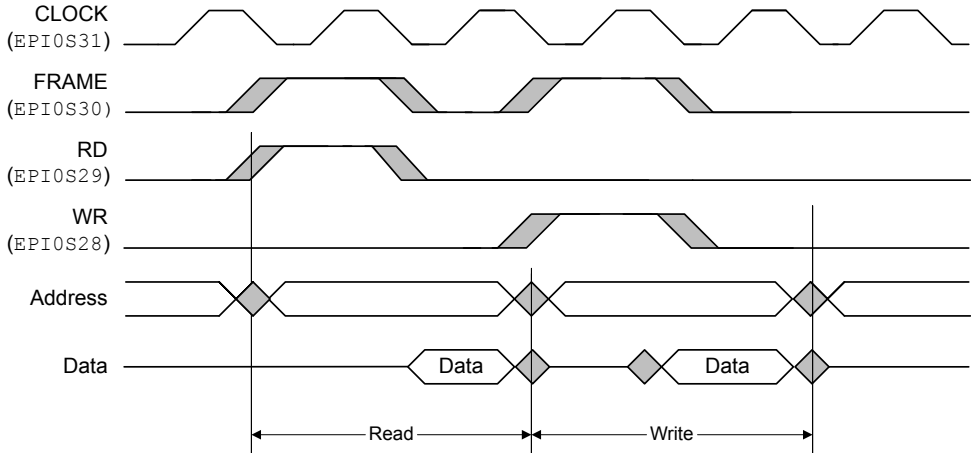 CLOCK
(EPI0S31)
FRAME
(EPI0S30)
RD
(EPI0S29)
WR
(EPI0S28)
Address
Data
Data
Data
Read
Write